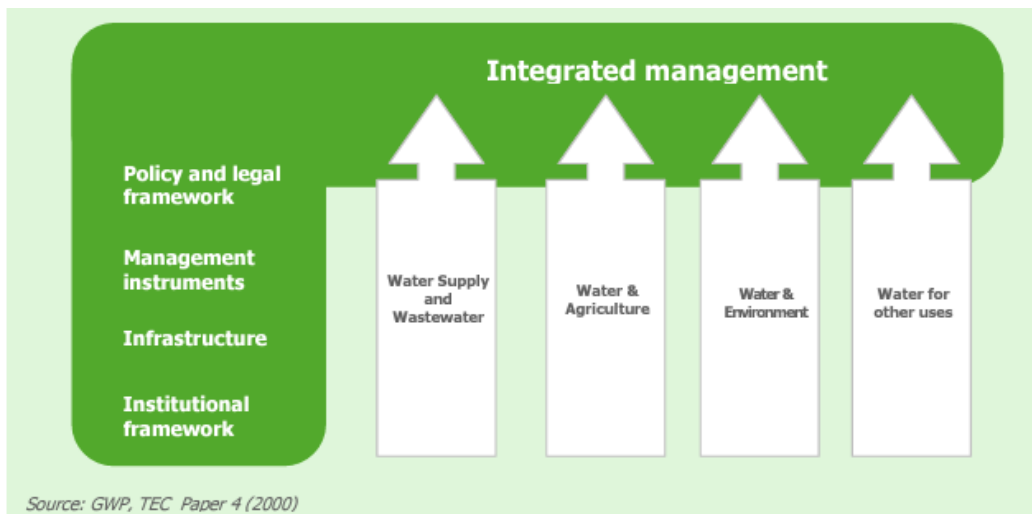 Integrated management
Policy and legal
framework
Management
instruments
Infrastructure
Institutional
framework
Water Supply
and
Wastewater
Water &
Agriculture
Water &
Environment
Water for
other uses
Source: GWP, TEC Paper 4 (2000)